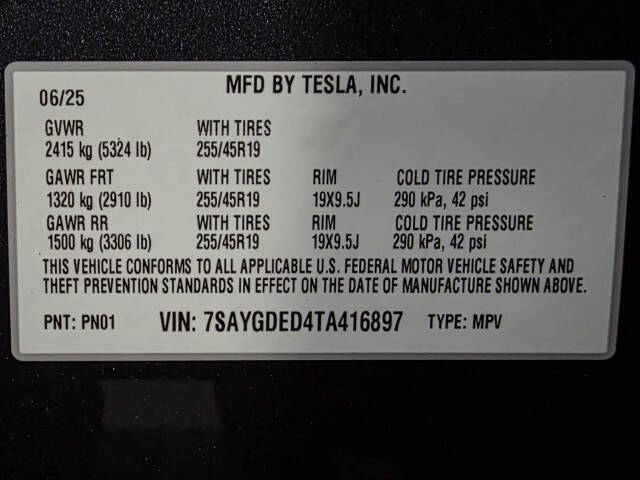 06/25 MFD BY TESLA, INC.
GVWR WITH TIRES
2415 kg (5324 lb) 255/45R19
GAWR FRT WITH TIRES RIM COLD TIRE PRESSURE
1320 kg (2910 lb) 255/45R19 19X9.5J 290 kPa, 42 psi
GAWR RR WITH TIRES RIM COLD TIRE PRESSURE
1500 kg (3306 lb) 255/45R19 19X9.5J 290 kPa, 42 psi
THIS VEHICLE CONFORMS TO ALL APPLICABLE U.S. FEDERAL MOTOR VEHICLE SAFETY AND
THEFT PREVENTION STANDARDS IN EFFECT ON THE DATE OF MANUFACTURE SHOWN ABOVE.
PNT: PN01 VIN: 7SAYGDED4TA416897 TYPE: MPV